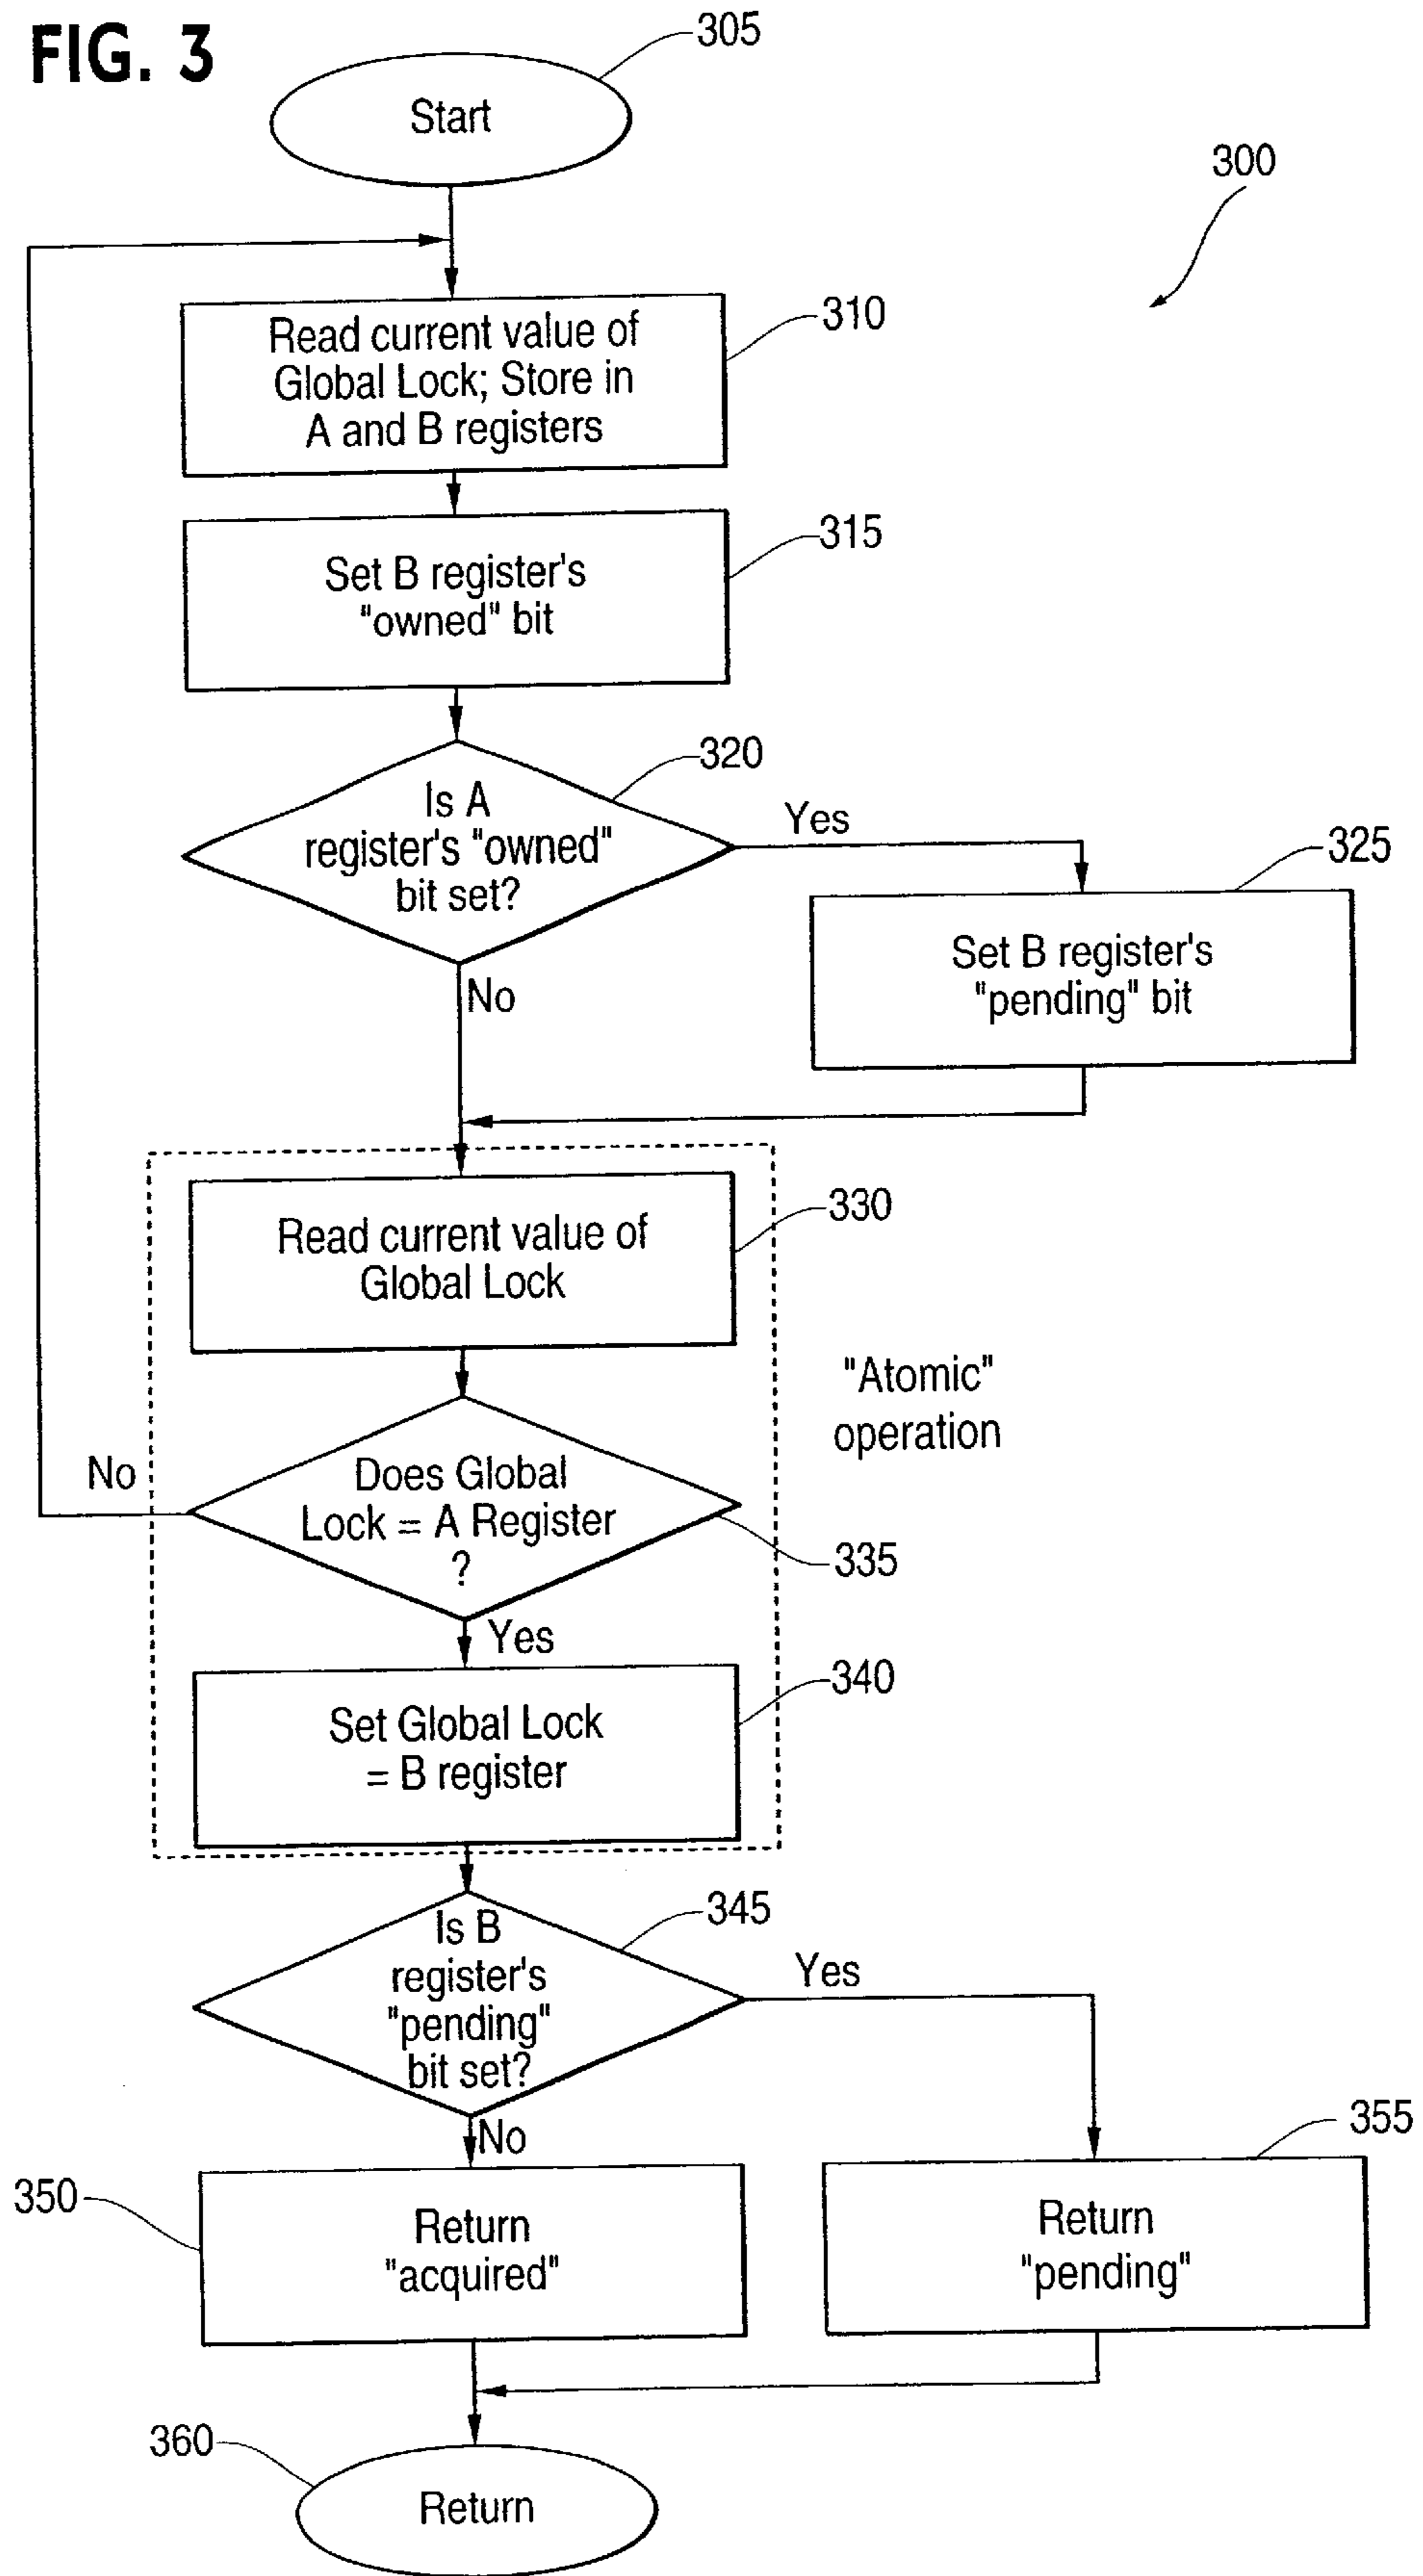 FIG. 3
305
Start
300
310
Read current value of
Global Lock; Store in
A and B registers
315
Set B register's
"owned" bit
320
Is A
register's "owned"
bit set?
Yes
325
Set B register's
"pending" bit
No
330
Read current value of
Global Lock
"Atomic"
operation
No
Does Global
Lock = A Register
?
335
Yes
340
Set Global Lock
= B register
345
Is B
register's
"pending"
bit set?
Yes
No
355
350
Return
"acquired"
Return
"pending"
360
Return